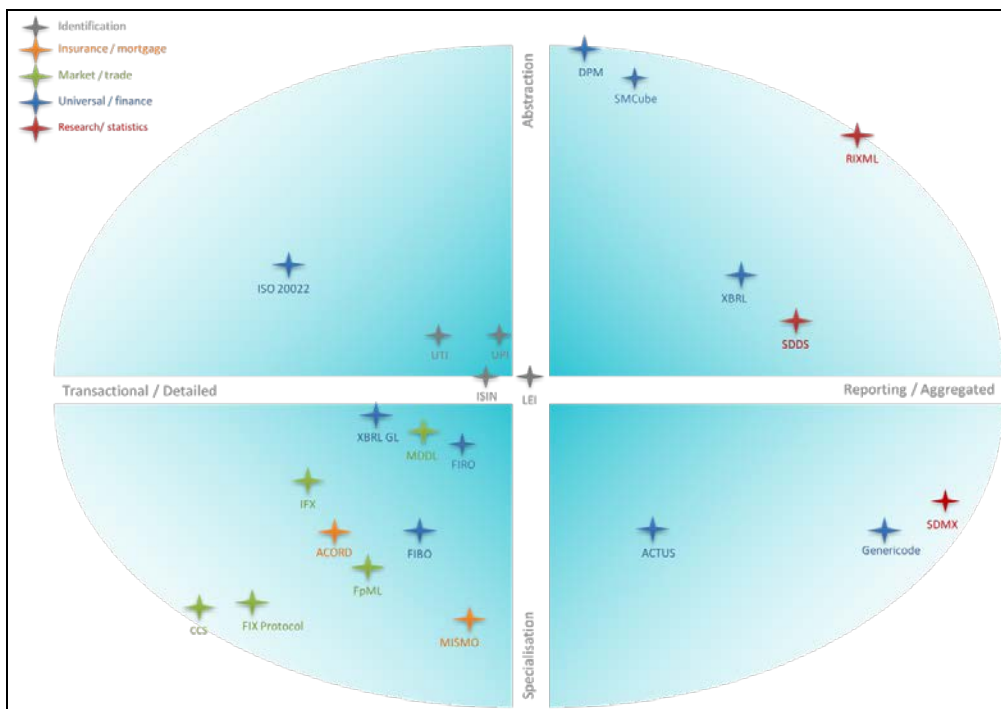 Identification
Insurance / mortgage
Market / trade
Universal / finance
Research/ statistics
Abstraction
DPM
SMCube
RIXML
ISO 20022
XBRL
UTI
UPI
SDDS
Transactional / Detailed
ISIN
LEI
Reporting / Aggregated
XBRL GL
MDDL
FIRO
IFX
ACORD
FIBO
FpML
CCS
FIX Protocol
MISMO
ACTUS
Genericode
SDMX
Specialisation